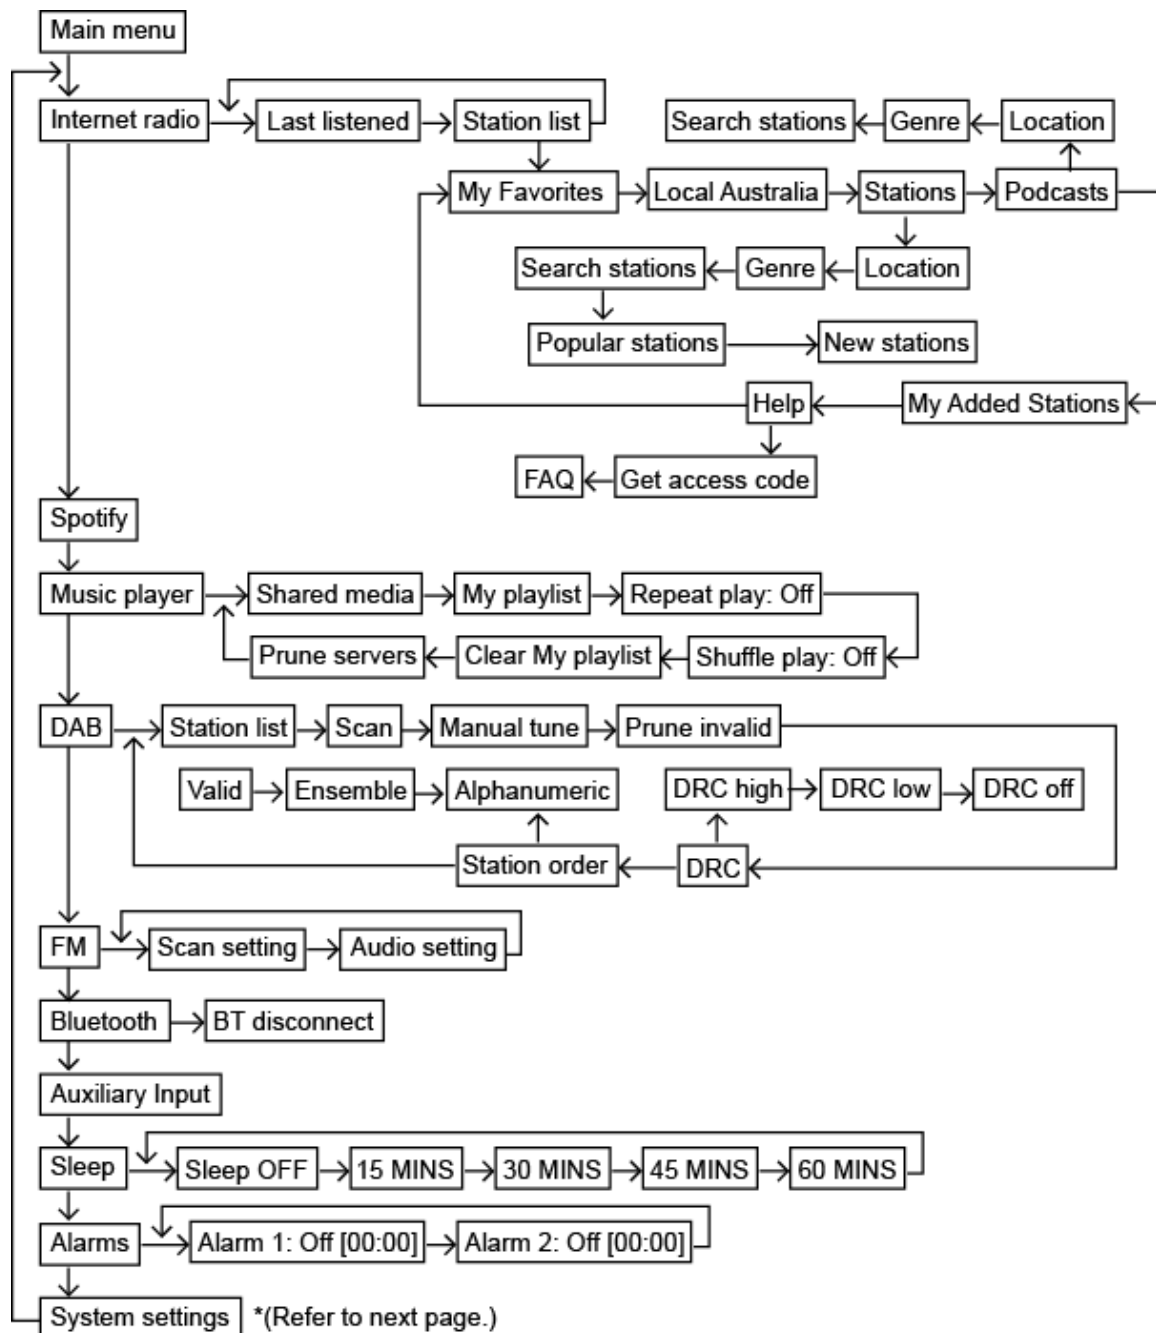 Main menu
Internet radio
Last listened
Station list
Search stations
Genre
Location
My Favorites
Local Australia
Stations
Podcasts
Search stations
Genre
Location
Popular stations
New stations
Help
My Added Stations
FAQ
Get access code
Spotify
Music player
Shared media
My playlist
Repeat play: Off
Prune servers
Clear My playlist
Shuffle play: Off
DAB
Station list
Scan
Manual tune
Prune invalid
Valid
Ensemble
Alphanumeric
DRC high
DRC low
DRC off
Station order
DRC
FM
Scan setting
Audio setting
Bluetooth
BT disconnect
Auxiliary Input
Sleep
Sleep OFF
15 MINS
30 MINS
45 MINS
60 MINS
Alarms
Alarm 1: Off [00:00]
Alarm 2: Off [00:00]
System settings
*(Refer to next page.)